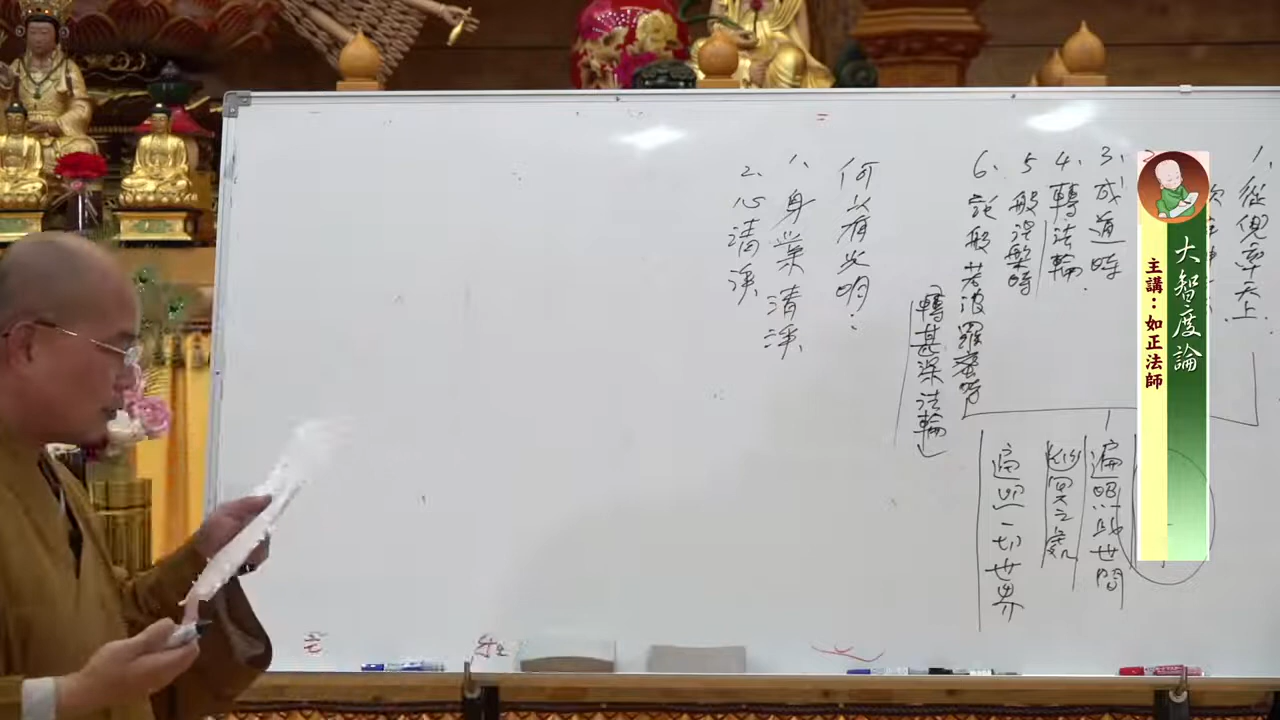 1、從兜率天上.
2
3、成道時
4、轉法輪.
5 般涅槃時
6、說般若波羅蜜時
「轉甚深法輪」
何以有光明：
1、身業清淨
2、心清淨
遍照此世間
幽冥之處
遍照一切世界
大智度論
主講：如正法師